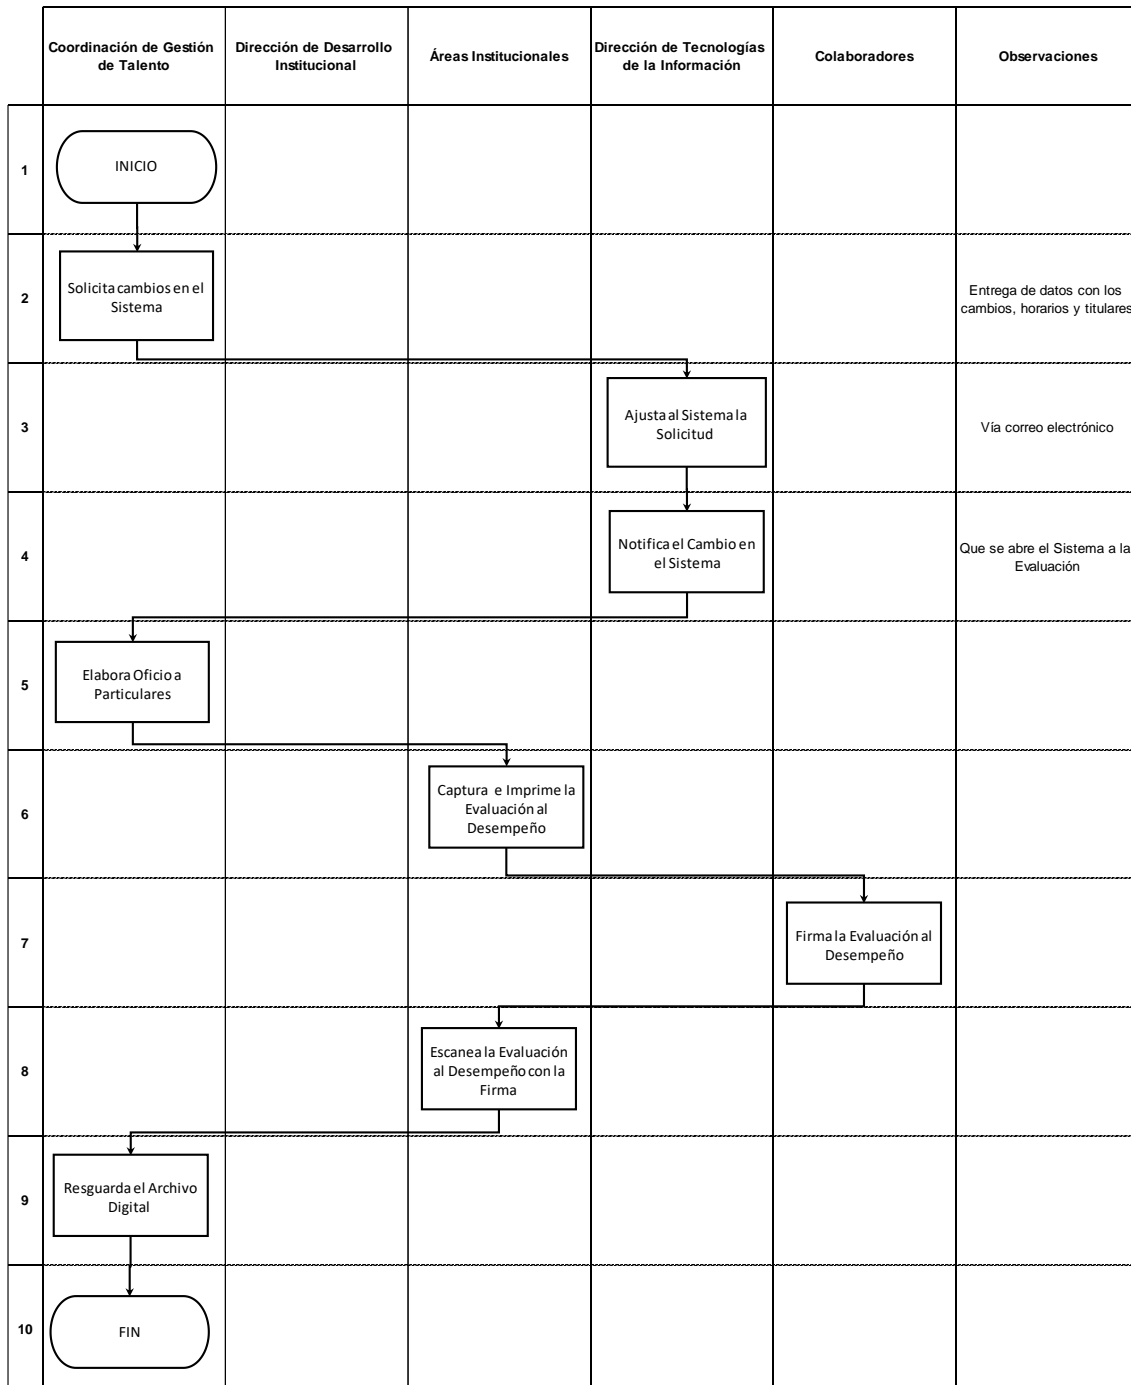 Coordinación de Gestión
de Talento
Dirección de Desarrollo
Institucional
Áreas Institucionales
Dirección de Tecnologías
de la Información
Colaboradores
Observaciones
1
INICIO
2
Solicita cambios en el
Sistema
Entrega de datos con los
cambios, horarios y titulares
3
Ajusta al Sistema la
Solicitud
Vía correo electrónico
4
Notifica el Cambio en
el Sistema
Que se abre el Sistema a la
Evaluación
5
Elabora Oficio a
Particulares
6
Captura e Imprime la
Evaluación al
Desempeño
7
Firma la Evaluación al
Desempeño
8
Escanea la Evaluación
al Desempeño con la
Firma
9
Resguarda el Archivo
Digital
10
FIN